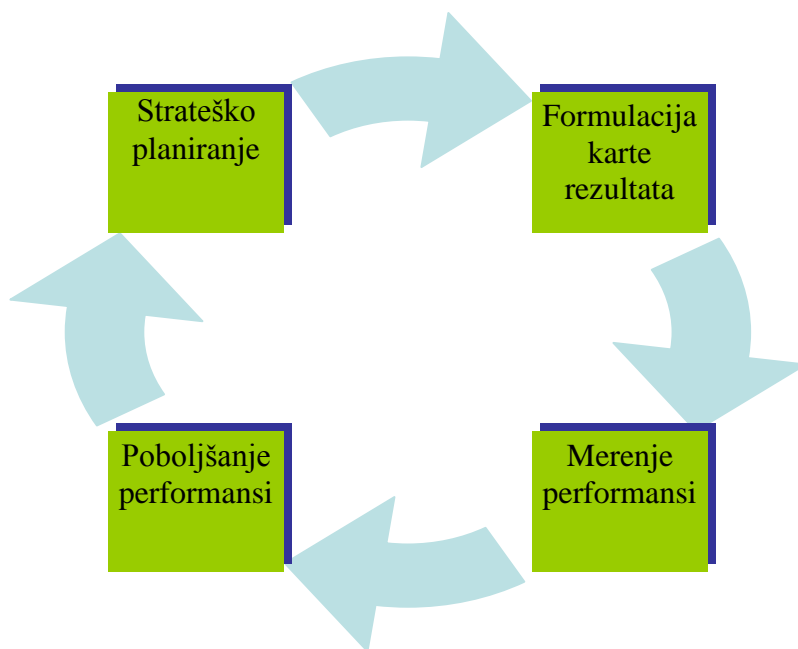 Strateško
planiranje
Formulacija
karte
rezultata
Poboljšanje
performansi
Merenje
performansi